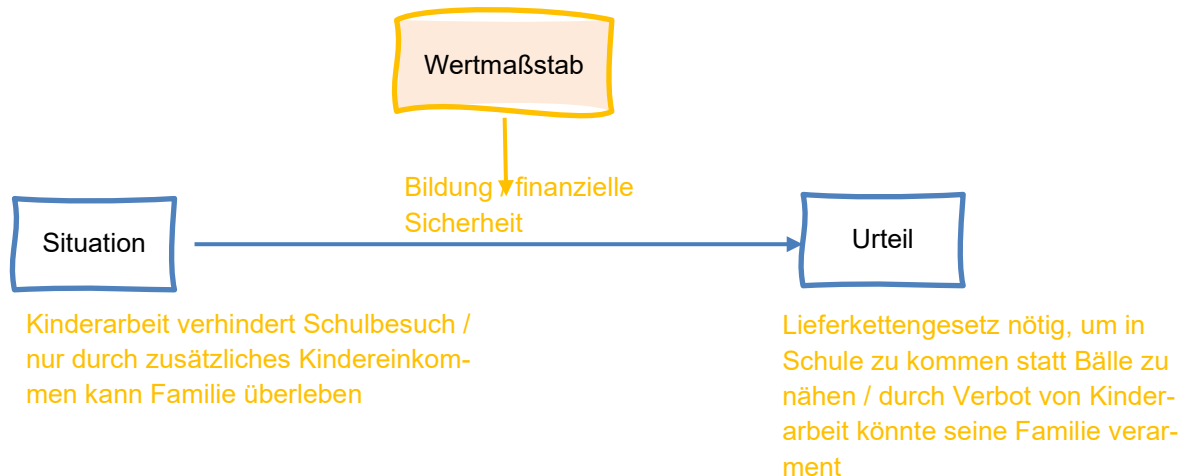 Wertmaßstab
Bildung / finanzielle
Sicherheit
Situation
Urteil
Kinderarbeit verhindert Schulbesuch /
nur durch zusätzliches Kindereinkom-
men kann Familie überleben
Lieferkettengesetz nötig, um in
Schule zu kommen statt Bälle zu
nähen / durch Verbot von Kinder-
arbeit könnte seine Familie verar-
ment